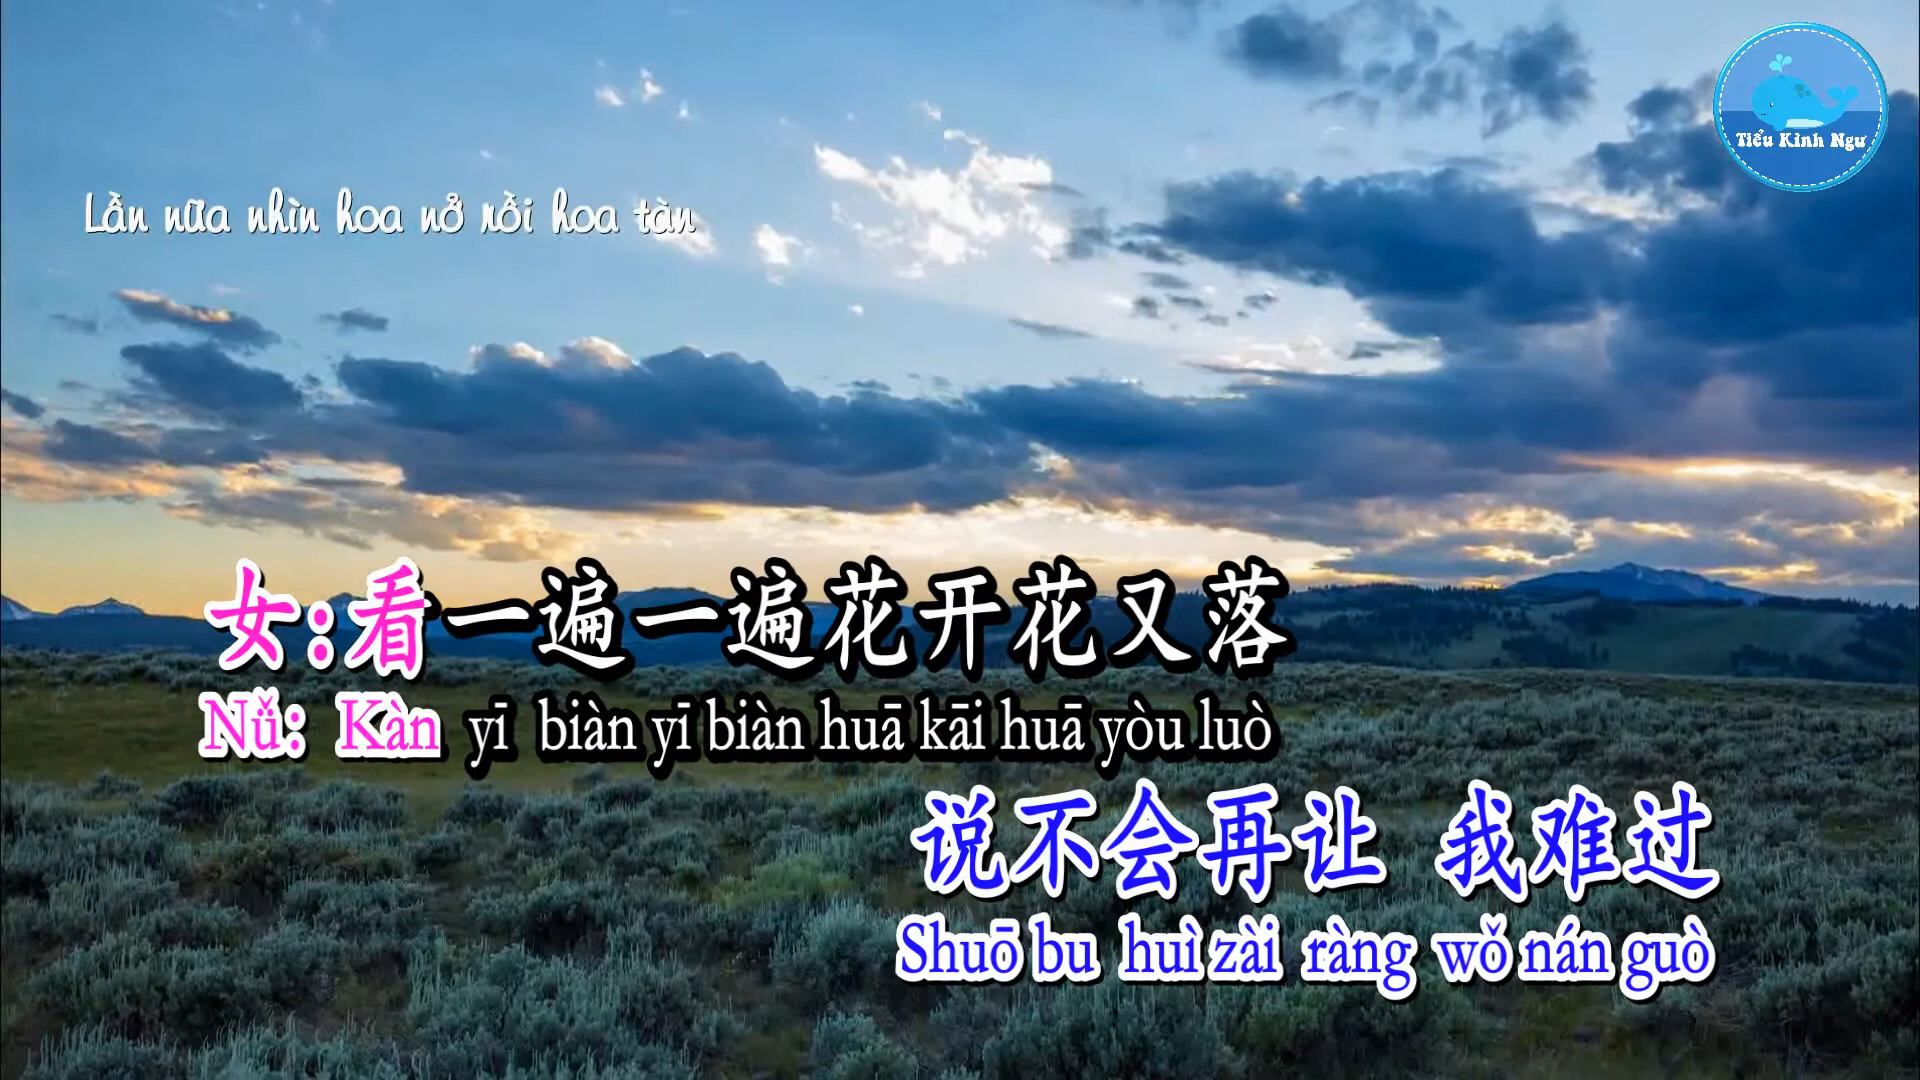 Tiểu Kình Ngư
Lần nữa nhìn hoa nở rồi hoa tàn
女:看一遍一遍花开花又落
Nǚ: Kàn yī biàn yī biàn huā kāi huā yòu luò
说不会再让 我难过
Shuō bu huì zài ràng wǒ nán guò